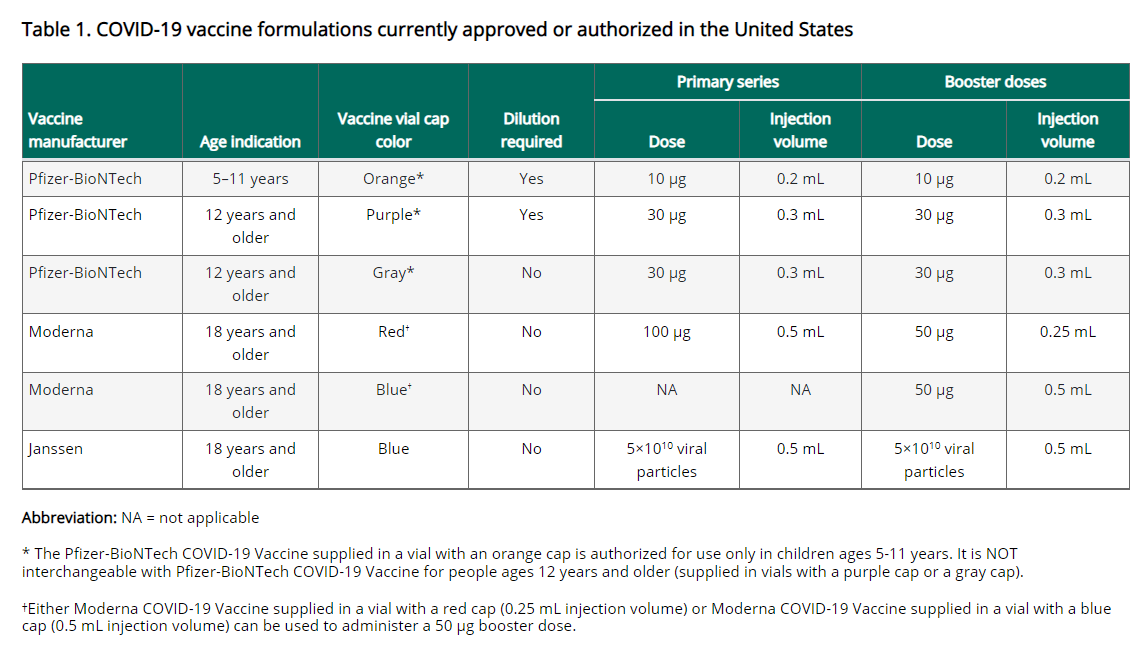 Table 1. COVID-19 vaccine formulations currently approved or authorized in the United States
Primary series Booster doses
Vaccine manufacturer Age indication Vaccine vial cap color Dilution required Dose Injection volume Dose Injection volume
Pfizer-BioNTech 5–11 years Orange* Yes 10 µg 0.2 mL 10 µg 0.2 mL
Pfizer-BioNTech 12 years and older Purple* Yes 30 µg 0.3 mL 30 µg 0.3 mL
Pfizer-BioNTech 12 years and older Gray* No 30 µg 0.3 mL 30 µg 0.3 mL
Moderna 18 years and older Red† No 100 µg 0.5 mL 50 µg 0.25 mL
Moderna 18 years and older Blue† No NA NA 50 µg 0.5 mL
Janssen 18 years and older Blue No 5×10¹⁰ viral particles 0.5 mL 5×10¹⁰ viral particles 0.5 mL
Abbreviation: NA = not applicable
* The Pfizer-BioNTech COVID-19 Vaccine supplied in a vial with an orange cap is authorized for use only in children ages 5-11 years. It is NOT
interchangeable with Pfizer-BioNTech COVID-19 Vaccine for people ages 12 years and older (supplied in vials with a purple cap or a gray cap).
†Either Moderna COVID-19 Vaccine supplied in a vial with a red cap (0.25 mL injection volume) or Moderna COVID-19 Vaccine supplied in a vial with a blue
cap (0.5 mL injection volume) can be used to administer a 50 µg booster dose.